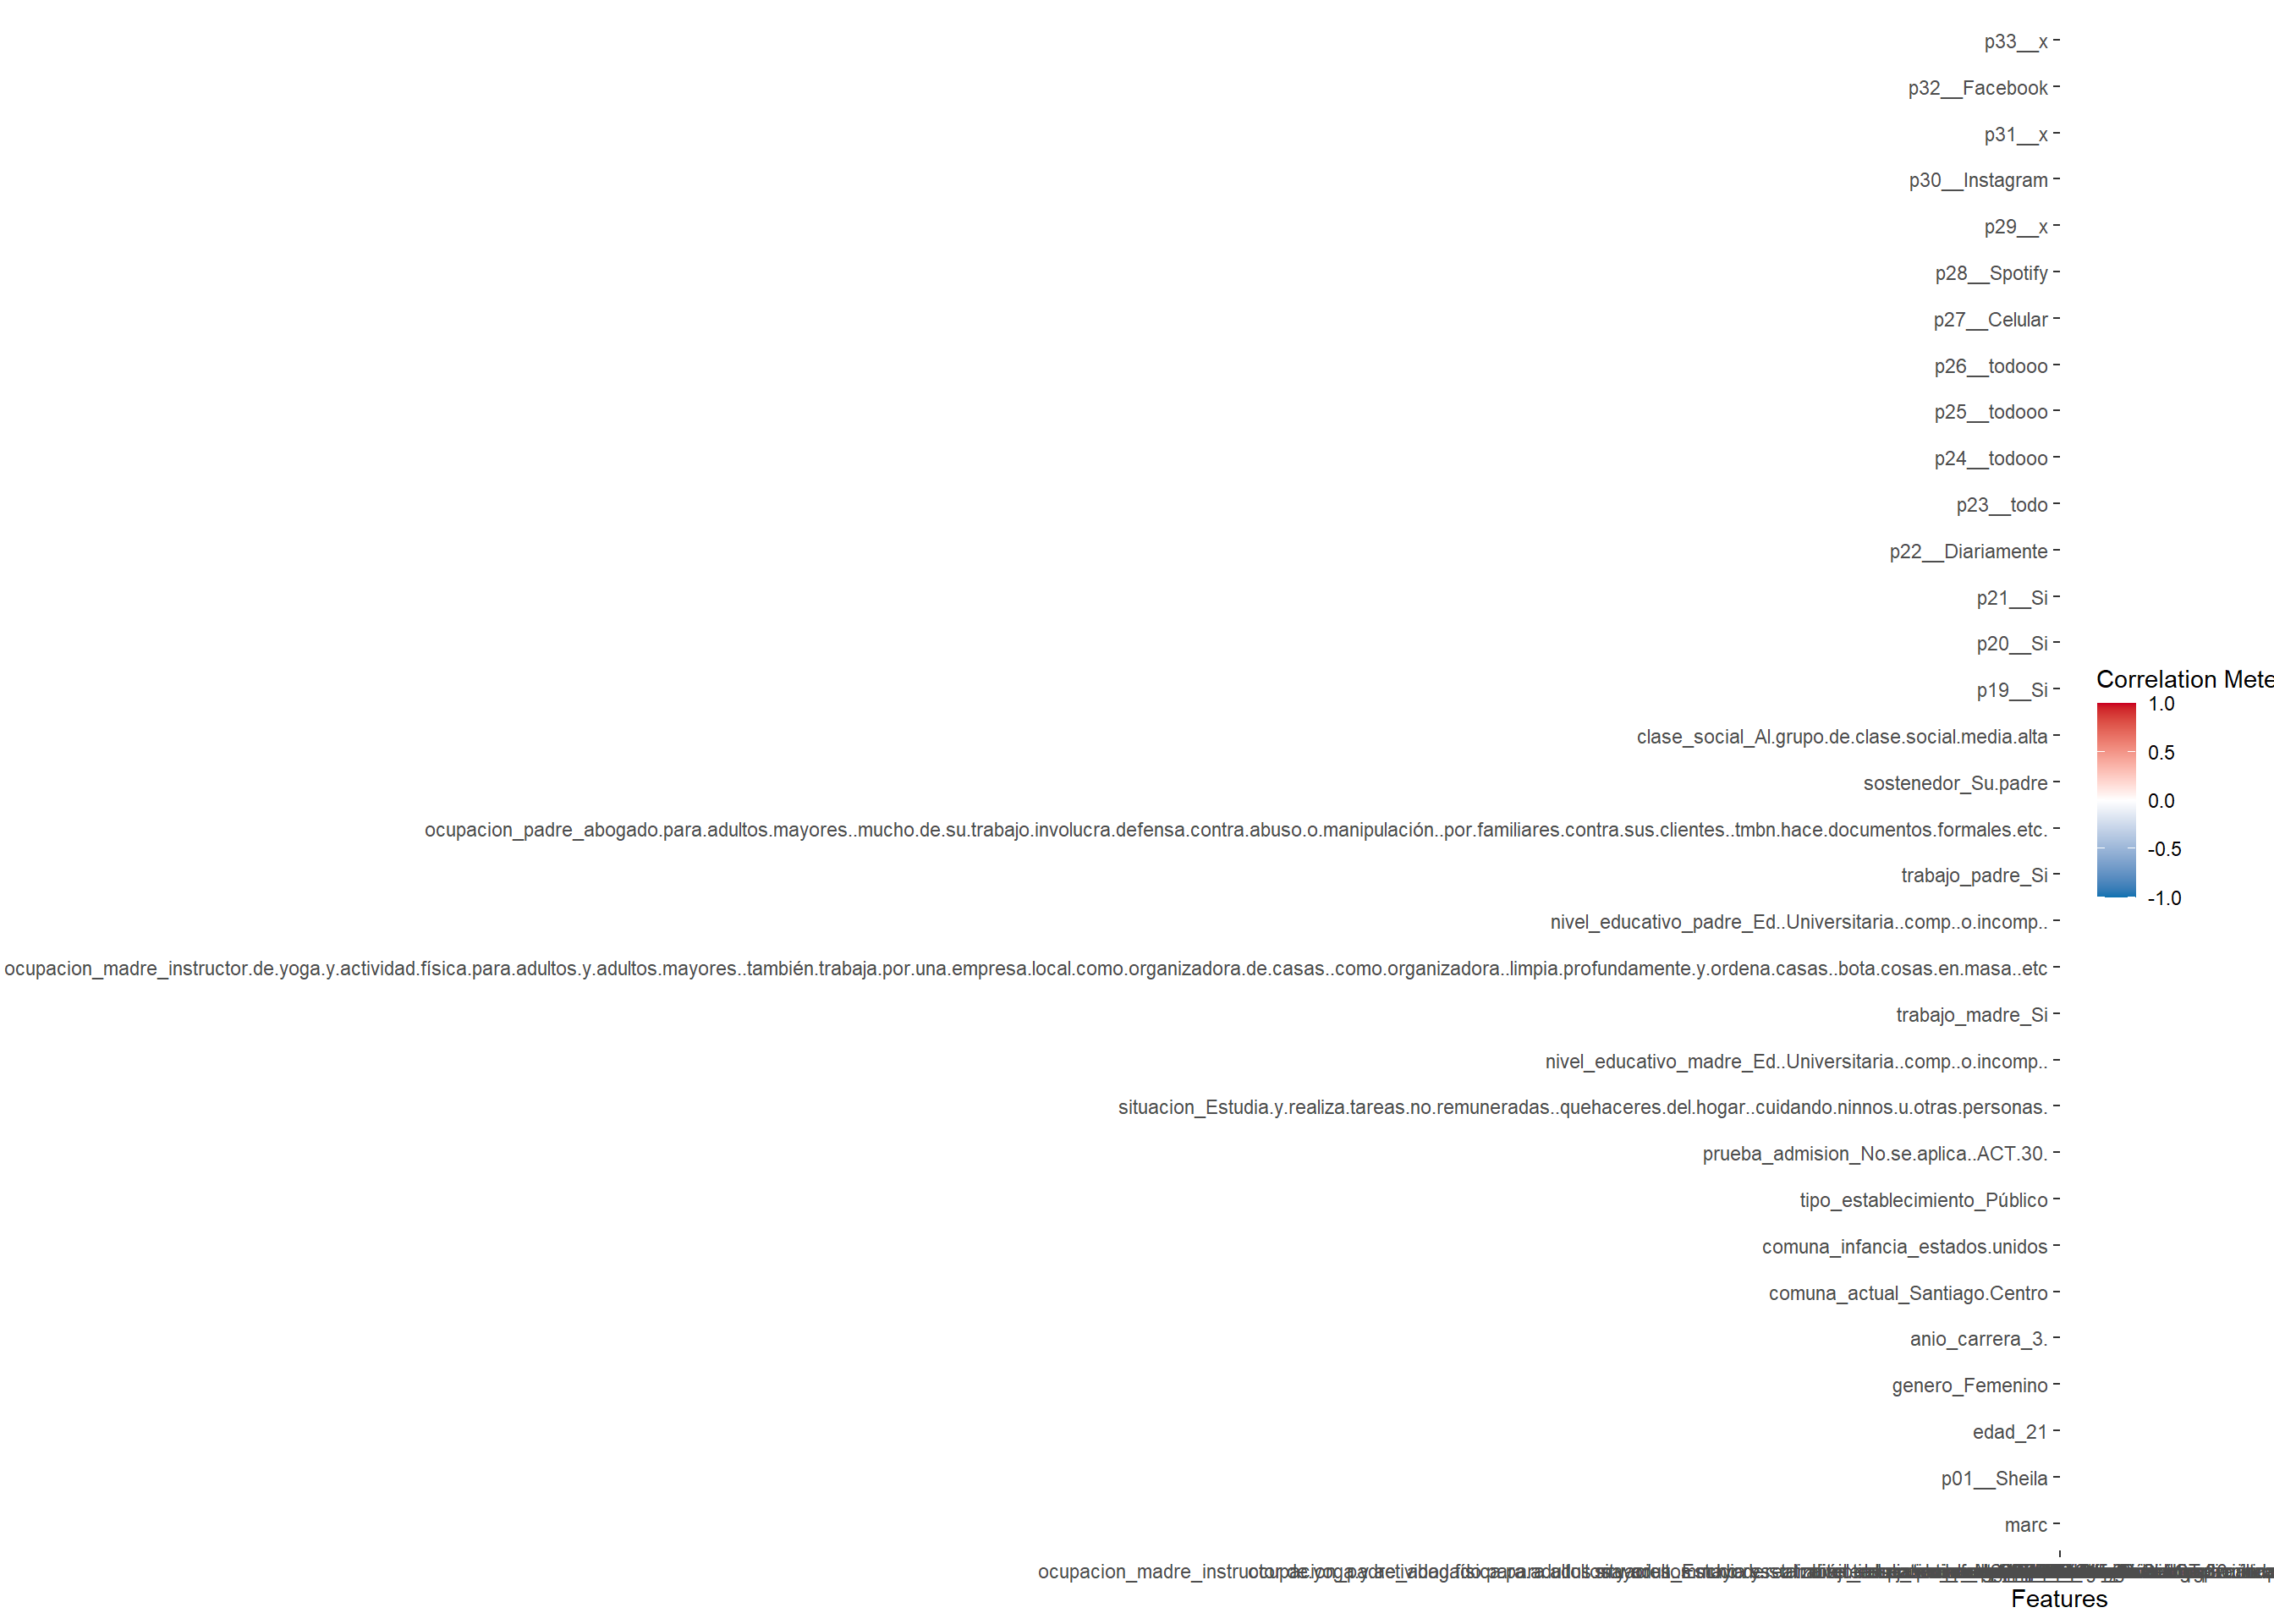 p33__x
p32__Facebook
p31__x
p30__Instagram
p29__x
p28__Spotify
p27__Celular
p26__todooo
p25__todooo
p24__todooo
p23__todo
p22__Diariamente
p21__Si
p20__Si
p19__Si
clase_social_Al.grupo.de.clase.social.media.alta
sostenedor_Su.padre
ocupacion_padre_abogado.para.adultos.mayores..mucho.de.su.trabajo.involucra.defensa.contra.abuso.o.manipulación..por.familiares.contra.sus.clientes..tmbn.hace.documentos.formales.etc.
trabajo_padre_Si
nivel_educativo_padre_Ed..Universitaria..comp..o.incomp..
ocupacion_madre_instructor.de.yoga.y.actividad.física.para.adultos.y.adultos.mayores..también.trabaja.por.una.empresa.local.como.organizadora.de.casas..como.organizadora..limpia.profundamente.y.ordena.casas..bota.cosas.en.masa..etc
trabajo_madre_Si
nivel_educativo_madre_Ed..Universitaria..comp..o.incomp..
situacion_Estudia.y.realiza.tareas.no.remuneradas..quehaceres.del.hogar..cuidando.ninnos.u.otras.personas.
prueba_admision_No.se.aplica..ACT.30.
tipo_establecimiento_Público
comuna_infancia_estados.unidos
comuna_actual_Santiago.Centro
anio_carrera_3.
genero_Femenino
edad_21
p01__Sheila
marc
Features
Correlation Mete
1.0
0.5
0.0
-0.5
-1.0